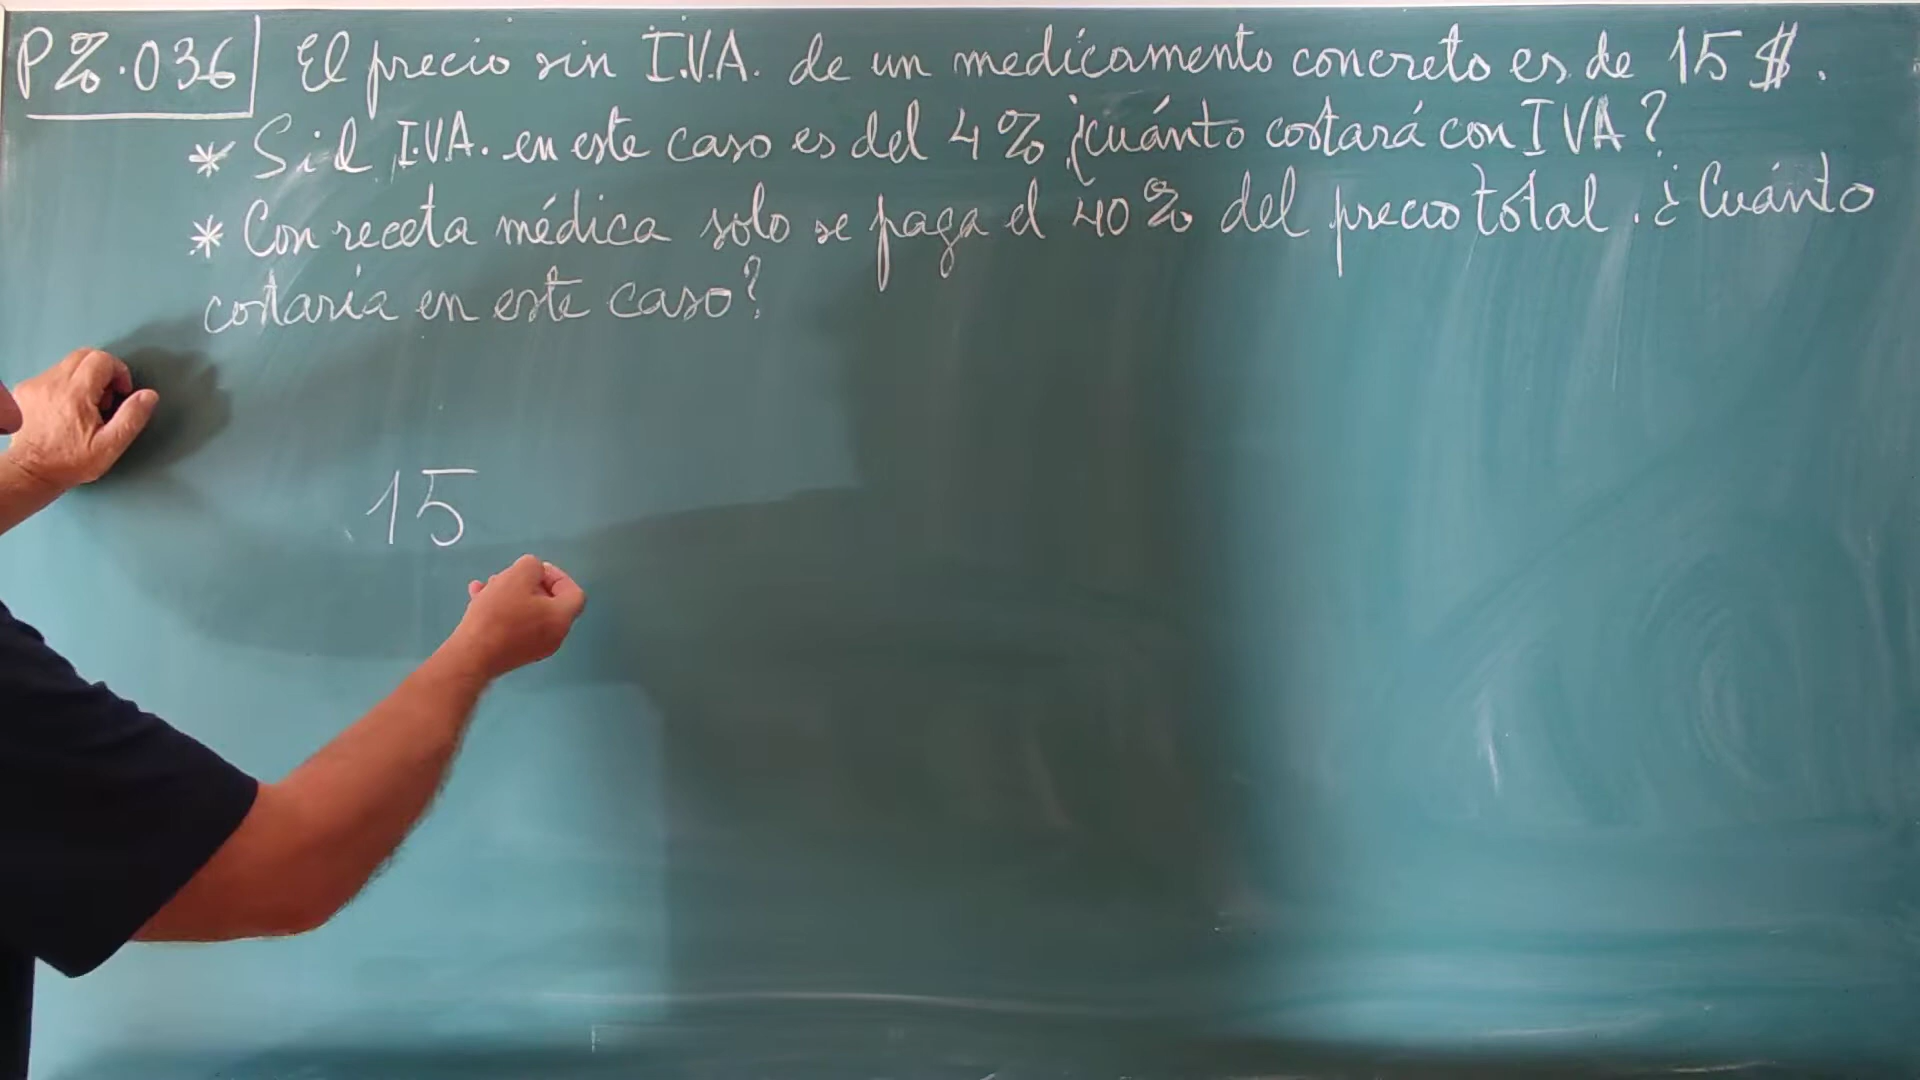 P%.036 El precio sin I.V.A. de un medicamento concreto es de 15 $.
* Si el I.V.A. en este caso es del 4% ¿cuánto costará con IVA?
* Con receta médica solo se paga el 40% del precio total. ¿Cuánto
costaría en este caso?
15